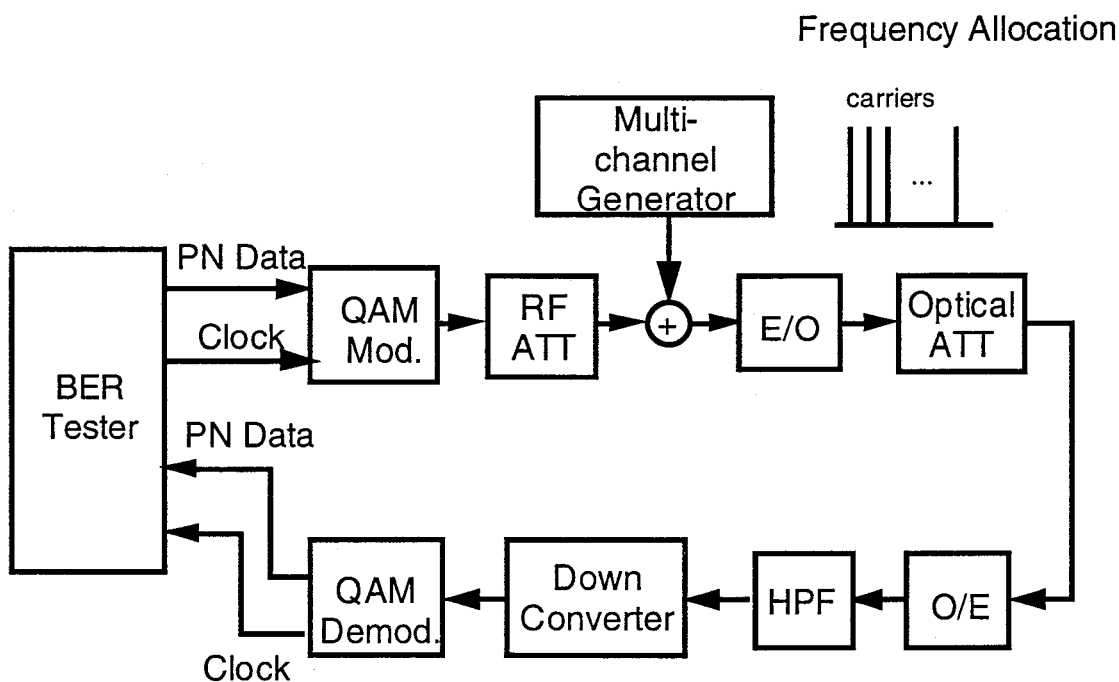 Frequency Allocation
carriers
...
Multi-
channel
Generator
PN Data
Clock
BER
Tester
QAM
Mod.
RF
ATT
+
E/O
Optical
ATT
PN Data
Clock
QAM
Demod.
Down
Converter
HPF
O/E